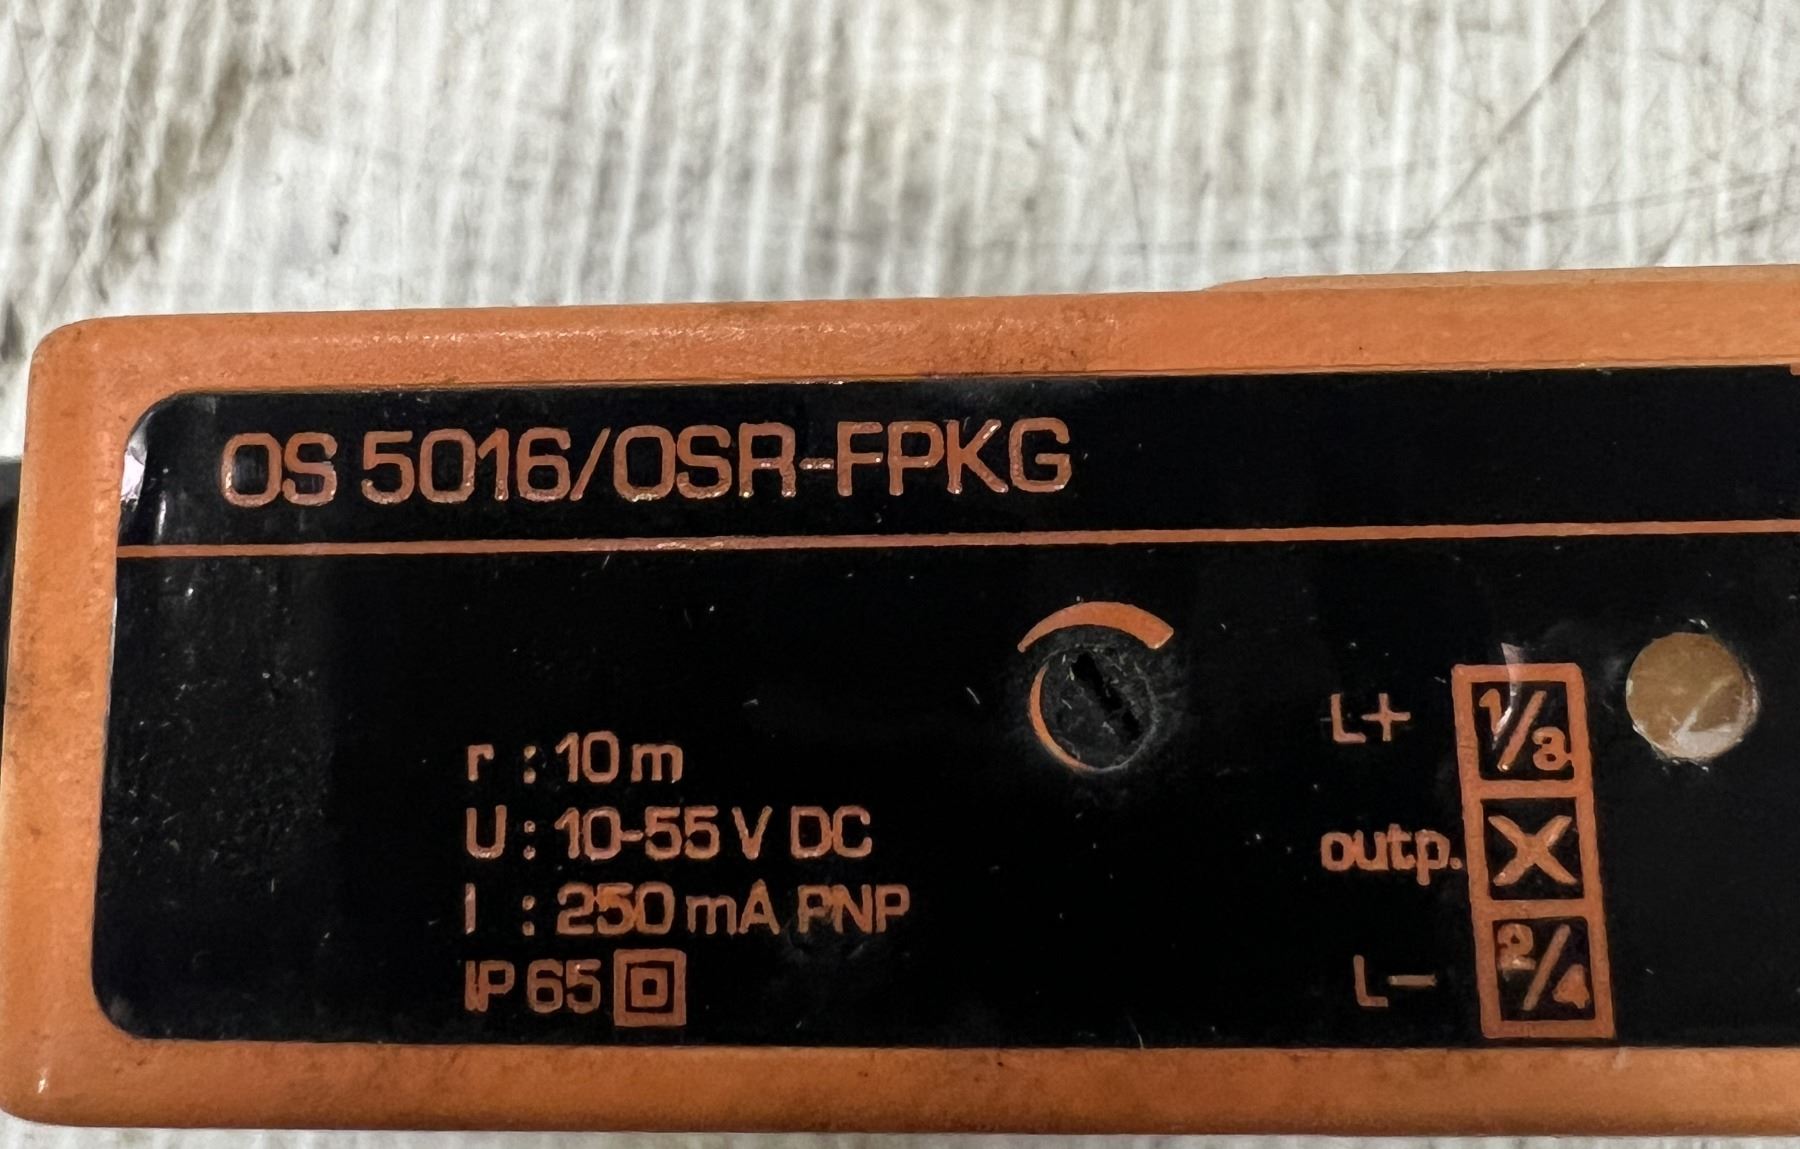 OS 5016/OSR-FPKG
r : 10 m
U : 10-55 V DC
I : 250 mA PNP
IP 65
L+ 1/3
outp. X
L- 2/4